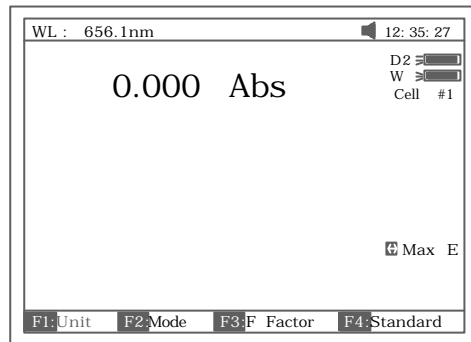 WL : 656.1nm 12: 35: 27
D2
W
0.000 Abs
Cell #1
Max E
F1:Unit F2:Mode F3:F Factor F4:Standard